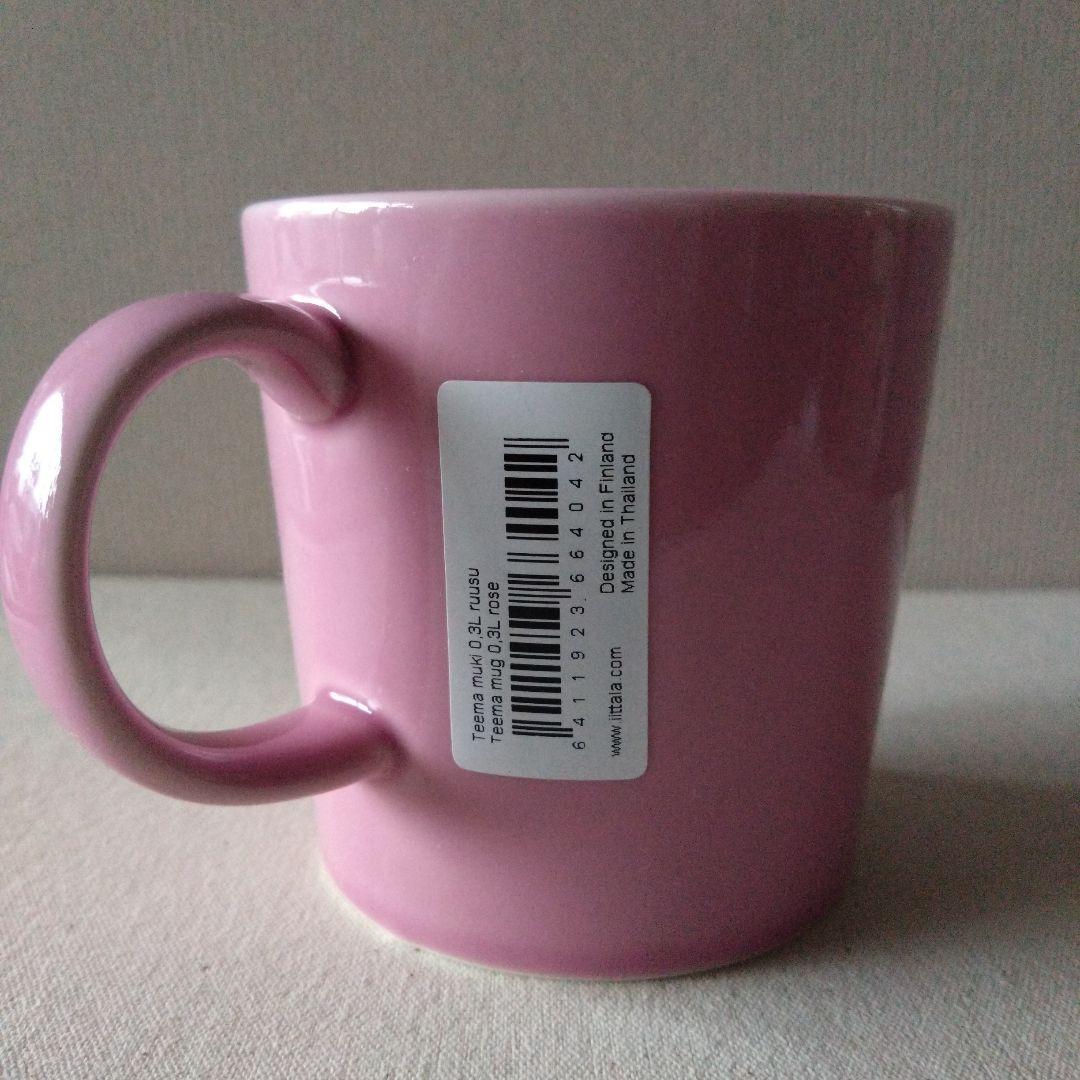 Teema muki 0,3L ruusu
Teema mug 0,3L rose
6 411923.664042
www.iittala.com
Designed in Finland
Made in Thailand